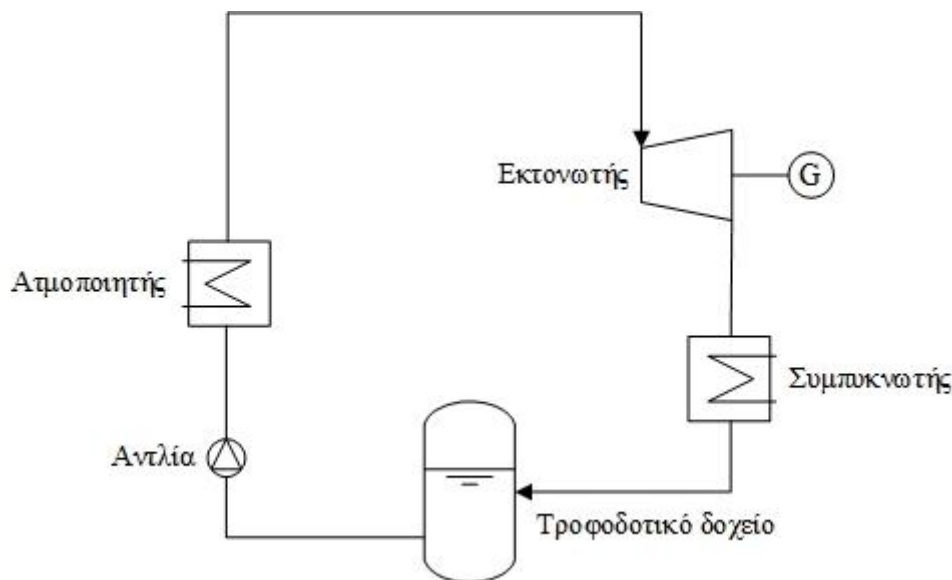 Εκτονωτής
G
Ατμοποιητής
Συμπυκνωτής
Αντλία
Τροφοδοτικό δοχείο